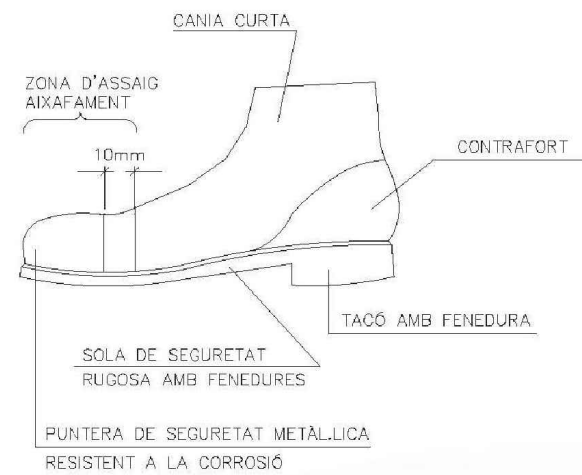 CANIA CURTA
ZONA D'ASSAIG
AIXAFAMENT
10mm
CONTRAFORT
TACÓ AMB FENEDURA
SOLA DE SEGURETAT
RUGOSA AMB FENEDURES
PUNTERA DE SEGURETAT METÀL.LICA
RESISTENT A LA CORROSIÓ